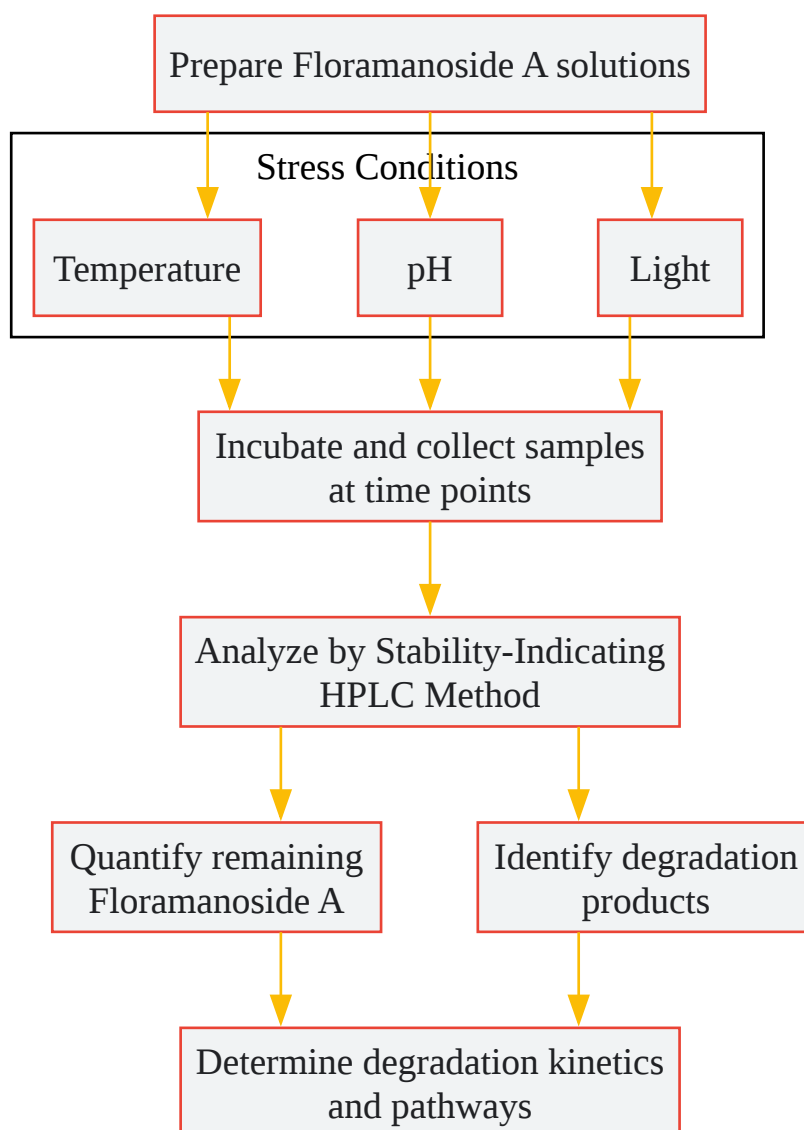 Prepare Floramanoside A solutions
Stress Conditions
Temperature
pH
Light
Incubate and collect samples
at time points
Analyze by Stability-Indicating
HPLC Method
Quantify remaining
Floramanoside A
Identify degradation
products
Determine degradation kinetics
and pathways